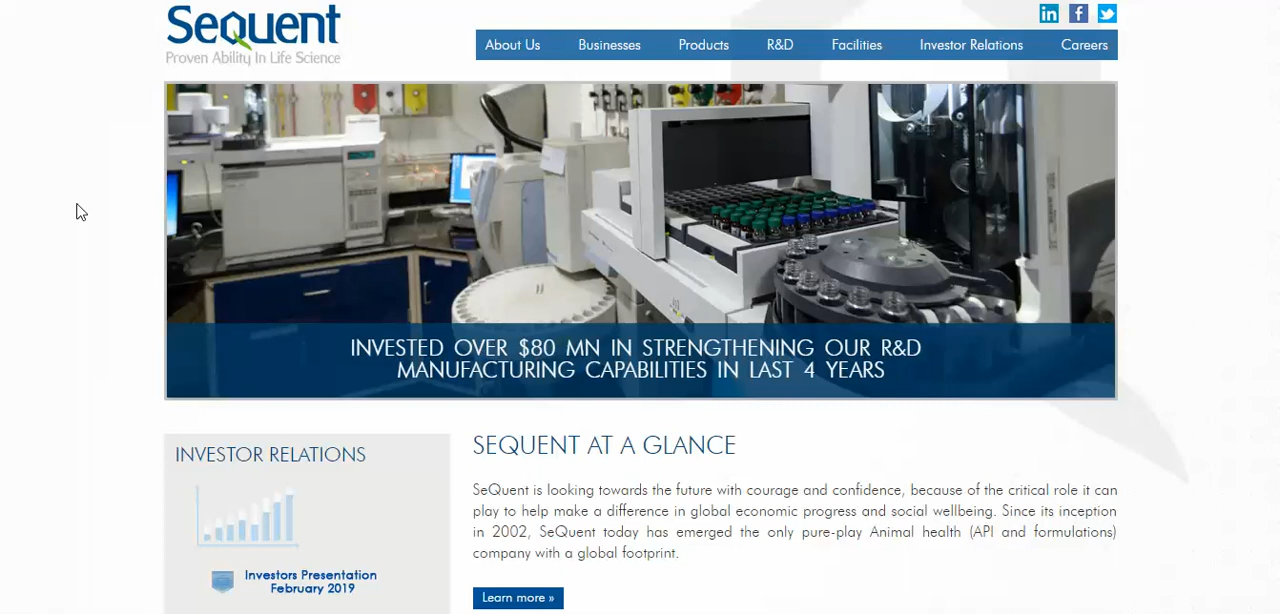 SeQuent
Proven Ability In Life Science
About Us Businesses Products R&D Facilities Investor Relations Careers
INVESTED OVER $80 MN IN STRENGTHENING OUR R&D
MANUFACTURING CAPABILITIES IN LAST 4 YEARS
INVESTOR RELATIONS
Investors Presentation
February 2019
SEQUENT AT A GLANCE
SeQuent is looking towards the future with courage and confidence, because of the critical role it can
play to help make a difference in global economic progress and social wellbeing. Since its inception
in 2002, SeQuent today has emerged the only pure-play Animal health (API and formulations)
company with a global footprint.
Learn more »